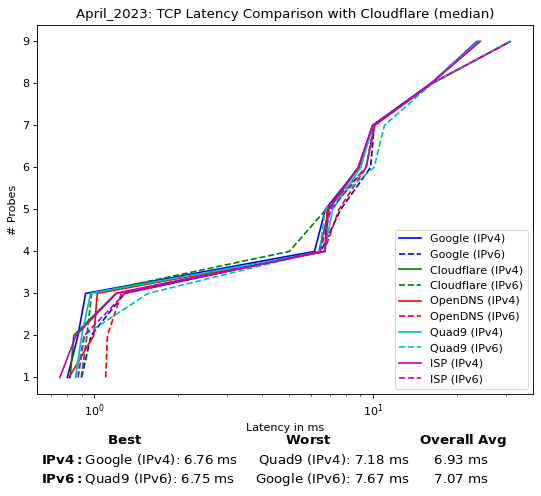 April_2023: TCP Latency Comparison with Cloudflare (median)
9
8
7
6
5
4
3
2
1
# Probes
Google (IPv4)
Google (IPv6)
Cloudflare (IPv4)
Cloudflare (IPv6)
OpenDNS (IPv4)
OpenDNS (IPv6)
Quad9 (IPv4)
Quad9 (IPv6)
ISP (IPv4)
ISP (IPv6)
10⁰ 10¹
Latency in ms
Best Worst Overall Avg
IPv4: Google (IPv4): 6.76 ms Quad9 (IPv4): 7.18 ms 6.93 ms
IPv6: Quad9 (IPv6): 6.75 ms Google (IPv6): 7.67 ms 7.07 ms